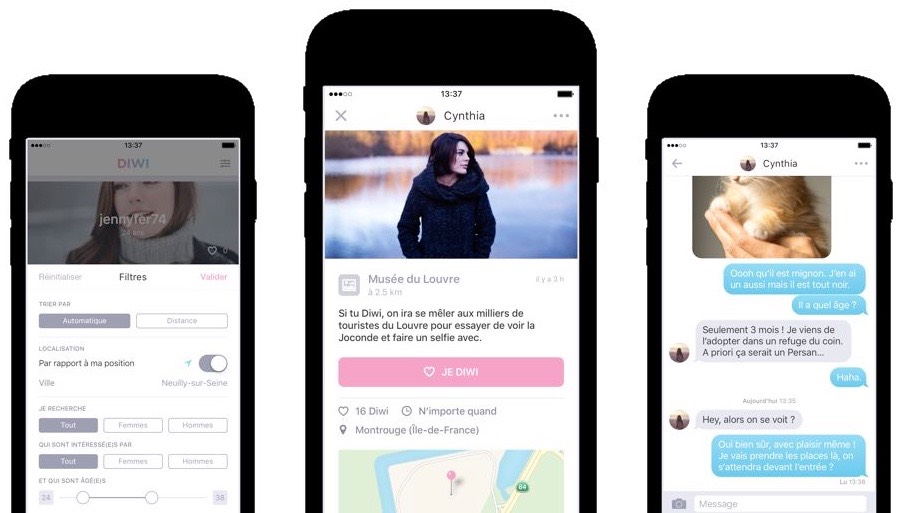 13:37
DIWI
jennyfer74
24 ans
0
Réinitialiser Filtres Valider
TRIER PAR
Automatique Distance
LOCALISATION
Par rapport à ma position
Ville Neuilly-sur-Seine
JE RECHERCHE
Tout Femmes Hommes
QUI SONT INTERESSÉ(E)S PAR
Tout Femmes Hommes
ET QUI SONT ÂGÉ(E)S
24 38
13:37
Cynthia
Musée du Louvre
il y a 3 h
à 2.5 km
Si tu Diwi, on ira se mêler aux milliers de
touristes du Louvre pour essayer de voir la
Joconde et faire un selfie avec.
JE DIWI
16 Diwi N'importe quand
Montrouge (Île-de-France)
84
13:37
Cynthia
Oooh qu'il est mignon. J'en ai
un aussi mais il est tout noir.
Il a quel âge ?
Seulement 3 mois ! Je viens de
l'adopter dans un refuge du coin.
A priori ça serait un Persan...
Haha.
Aujourd'hui 13:35
Hey, alors on se voit ?
Oui bien sûr, avec plaisir même !
Je vais prendre les places là, on
s'attendra devant l'entrée ?
Lu 13:36
Message